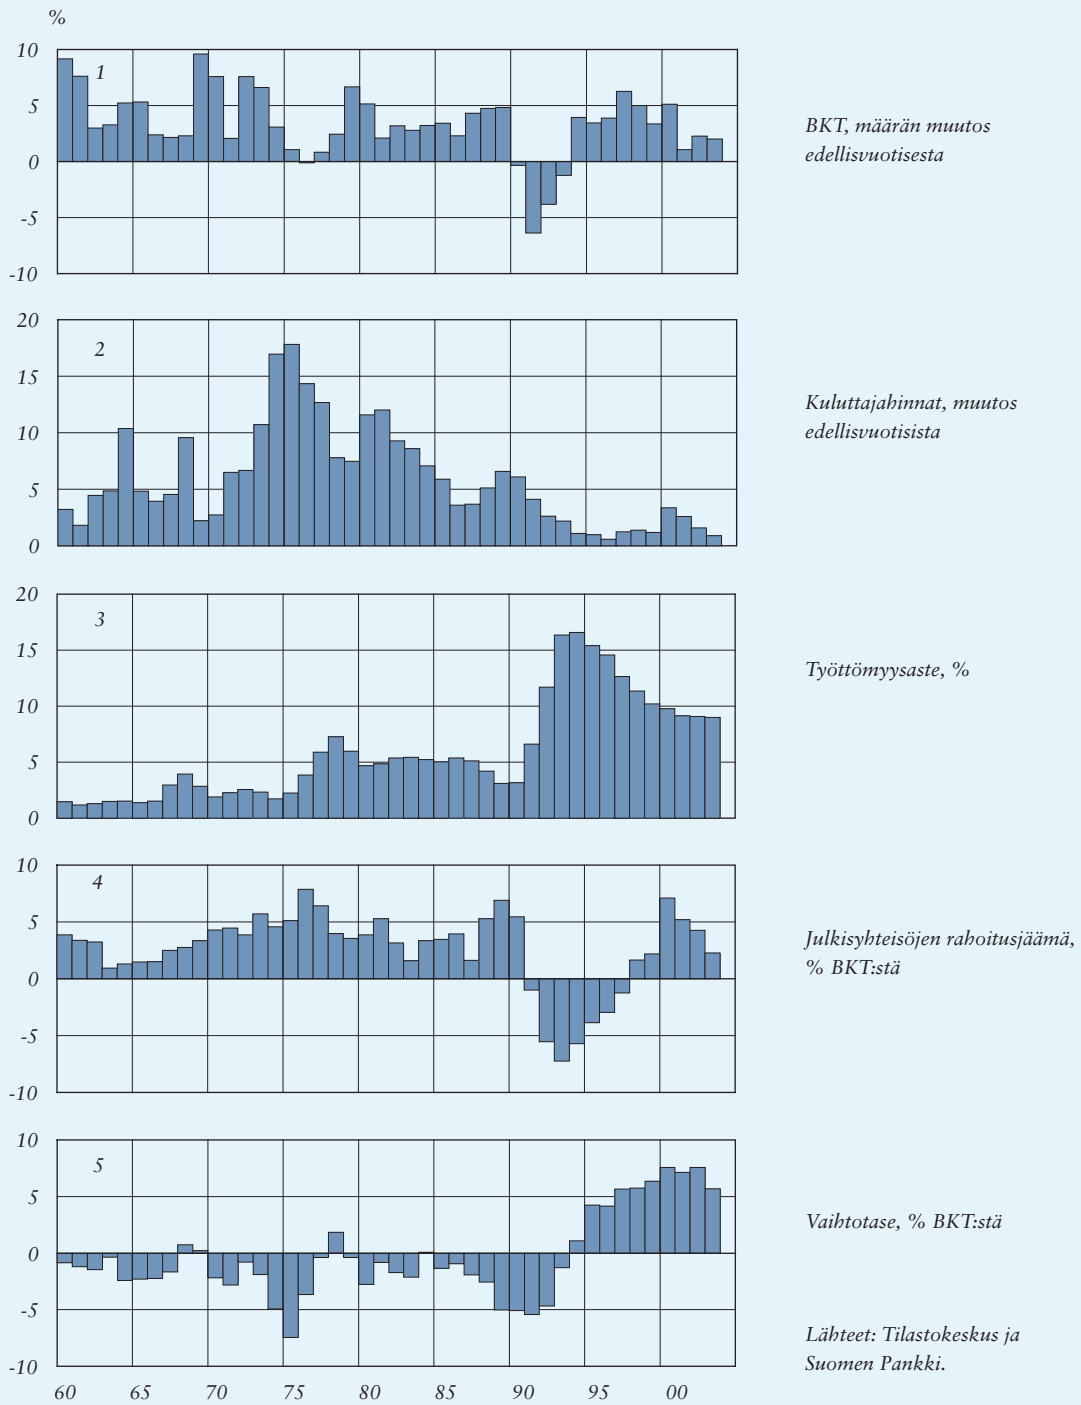 %
10
1
5
0
-5
-10
BKT, määrän muutos
edellisvuotisesta
20
2
15
10
5
0
Kuluttajahinnat, muutos
edellisvuotisista
20
3
15
10
5
0
Työttömyysaste, %
10
4
5
0
-5
-10
Julkisyhteisöjen rahoitusjäämä,
% BKT:stä
10
5
5
0
-5
-10
Vaihtotase, % BKT:stä
Lähteet: Tilastokeskus ja
Suomen Pankki.
60 65 70 75 80 85 90 95 00